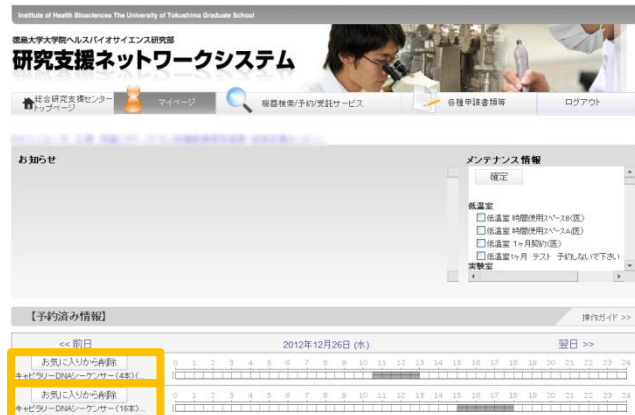 Institute of Health Biosciences The University of Tokushima Graduate School
徳島大学大学院ヘルスバイオサイエンス研究部
研究支援ネットワークシステム
総合研究支援センター
トップページ
マイページ
機器検索/予約/受託サービス
各種申請書類等
ログアウト
お知らせ
メンテナンス情報
確定
低温室
低温室 時間使用スペースB(医)
低温室 時間使用スペースA(医)
低温室 1ヶ月契約(医)
低温室1ヶ月 テスト 予約しないで下さい
実験室
【予約済み情報】
操作ガイド >>
<< 前日
2012年12月26日 (水)
翌日 >>
お気に入りから削除
0 1 2 3 4 5 6 7 8 9 10 11 12 13 14 15 16 17 18 19 20 21 22 23 24
キャピラリーDNAシーケンサー(4本)(...
お気に入りから削除
0 1 2 3 4 5 6 7 8 9 10 11 12 13 14 15 16 17 18 19 20 21 22 23 24
キャピラリーDNAシーケンサー(16本)...